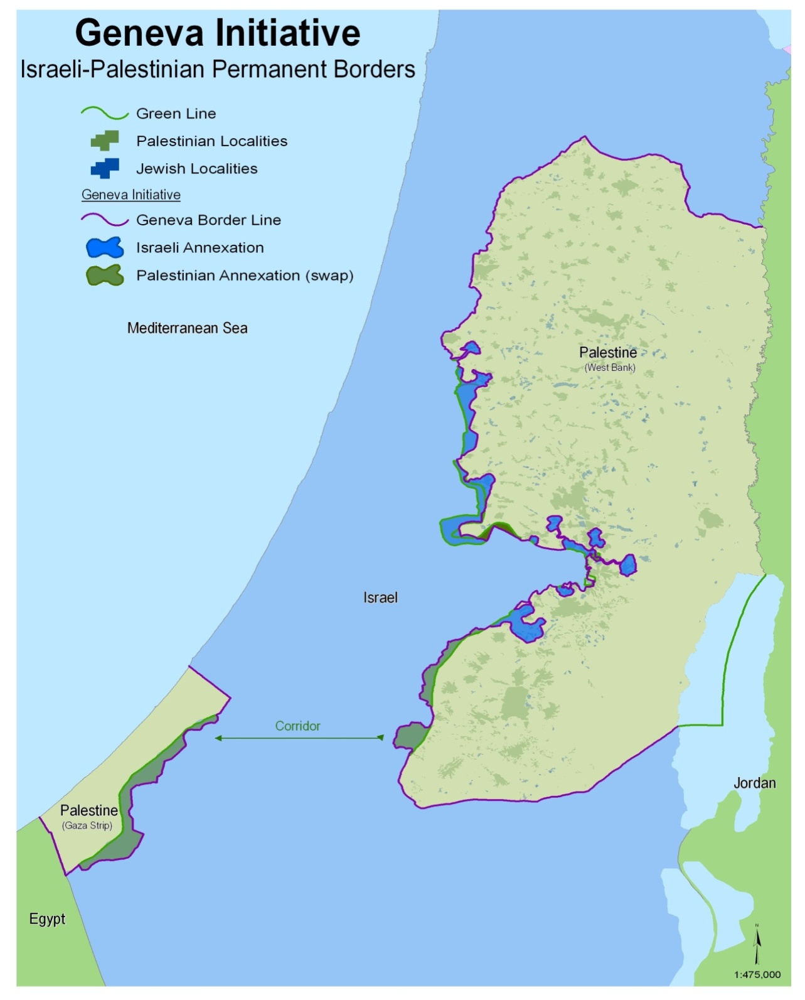 Geneva Initiative
Israeli-Palestinian Permanent Borders
Green Line
Palestinian Localities
Jewish Localities
Geneva Initiative
Geneva Border Line
Israeli Annexation
Palestinian Annexation (swap)
Mediterranean Sea
Palestine
(West Bank)
Israel
Corridor
Jordan
Palestine
(Gaza Strip)
Egypt
N
1:475,000